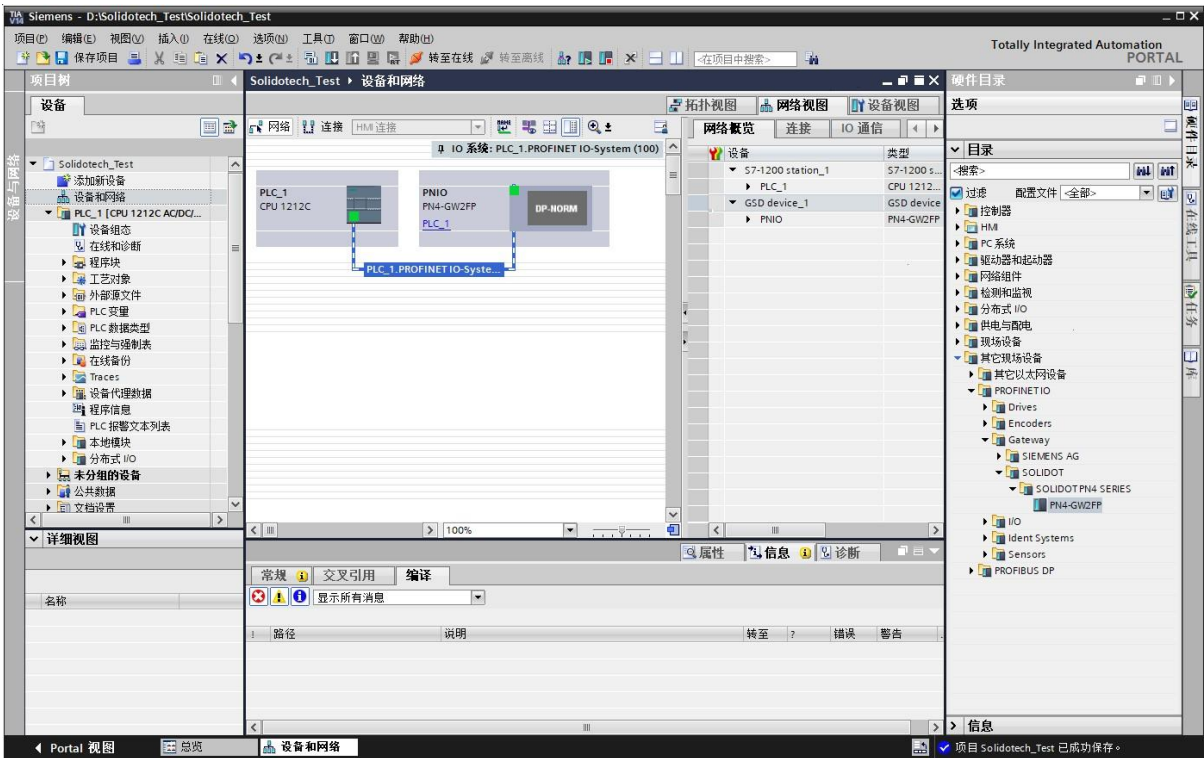 TIA V14 Siemens - D:\Solidotech_Test\Solidotech_Test
项目(P) 编辑(E) 视图(V) 插入(I) 在线(O) 选项(N) 工具(T) 窗口(W) 帮助(H)
Totally Integrated Automation
PORTAL
保存项目 转至在线 转至离线 <在项目中搜索>
项目树
设备
设备与网络
Solidotech_Test
添加新设备
设备和网络
PLC_1 [CPU 1212C AC/DC/...
设备组态
在线和诊断
程序块
工艺对象
外部源文件
PLC 变量
PLC 数据类型
监控与强制表
在线备份
Traces
设备代理数据
程序信息
PLC 报警文本列表
本地模块
分布式 I/O
未分组的设备
公共数据
文档设置
详细视图
名称
Solidotech_Test 设备和网络
拓扑视图 网络视图 设备视图
网络 连接 HMI 连接
IO 系统: PLC_1.PROFINET IO-System (100)
PLC_1
CPU 1212C
PNIO
PN4-GW2FP
PLC_1
DP-NORM
PLC_1.PROFINET IO-Syste...
100%
网络概览 连接 IO 通信
设备 类型
S7-1200 station_1 S7-1200 s...
PLC_1 CPU 1212...
GSD device_1 GSD device
PNIO PN4-GW2FP
属性 信息 诊断
常规 交叉引用 编译
显示所有消息
! 路径 说明 转至 ? 错误 警告
硬件目录
选项
目录
<搜索>
过滤 配置文件 <全部>
控制器
HMI
PC 系统
驱动器和起动器
网络组件
检测和监视
分布式 I/O
供电与配电
现场设备
其它现场设备
其它以太网设备
PROFINET IO
Drives
Encoders
Gateway
SIEMENS AG
SOLIDOT
SOLIDOT PN4 SERIES
PN4-GW2FP
I/O
Ident Systems
Sensors
PROFIBUS DP
信息
硬件目录
在线工具
任务
库
Portal 视图 总览 设备和网络 项目 Solidotech_Test 已成功保存。